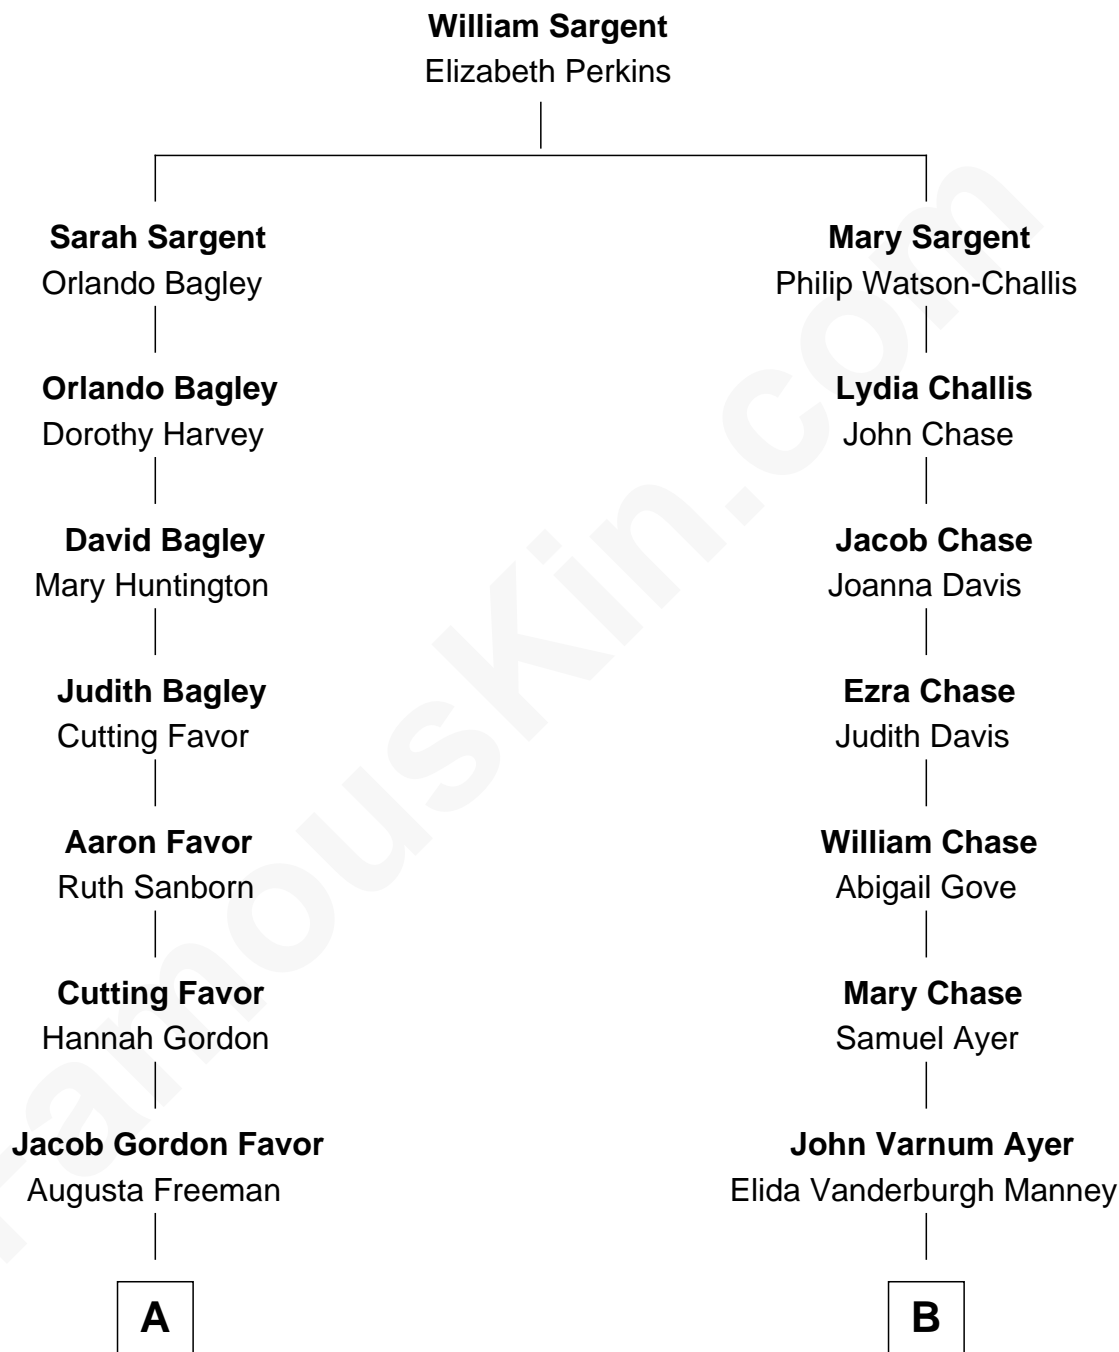 William Sargent
Elizabeth Perkins
Sarah Sargent
Orlando Bagley
Mary Sargent
Philip Watson-Challis
Orlando Bagley
Dorothy Harvey
Lydia Challis
John Chase
David Bagley
Mary Huntington
Jacob Chase
Joanna Davis
Judith Bagley
Cutting Favor
Ezra Chase
Judith Davis
Aaron Favor
Ruth Sanborn
William Chase
Abigail Gove
Cutting Favor
Hannah Gordon
Mary Chase
Samuel Ayer
Jacob Gordon Favor
Augusta Freeman
John Varnum Ayer
Elida Vanderburgh Manney
A
B
FamousKin.com